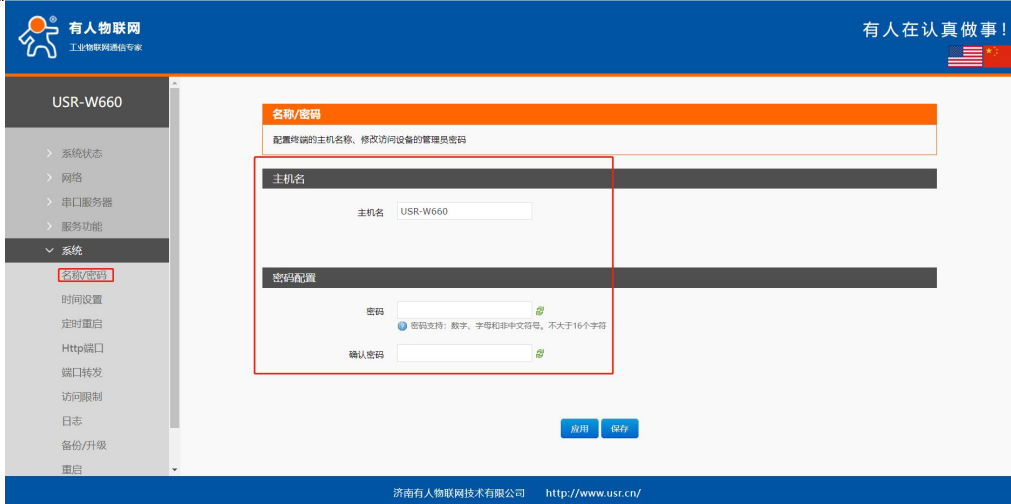 有人物联网
工业物联网通信专家
有人在认真做事!
USR-W660
系统状态
网络
串口服务器
服务功能
系统
名称/密码
时间设置
定时重启
Http端口
端口转发
访问限制
日志
备份/升级
重启
名称/密码
配置终端的主机名称、修改访问设备的管理员密码
主机名
主机名 USR-W660
密码配置
密码
密码支持：数字、字母和非中文符号。不大于16个字符
确认密码
应用 保存
济南有人物联网技术有限公司 http://www.usr.cn/